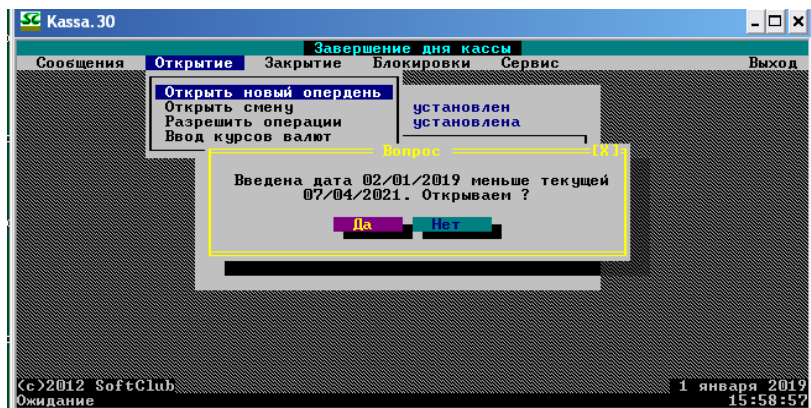 Kassa.30
Завершение дня кассы
Сообщения Открытие Закрытие Блокировки Сервис Выход
Открыть новый опердень
Открыть смену установлен
Разрешить операции установлена
Ввод курсов валют
Вопрос [X]
Введена дата 02/01/2019 меньше текущей
07/04/2021. Открываем ?
Да Нет
(c)2012 SoftClub 1 января 2019
Ожидание 15:58:57